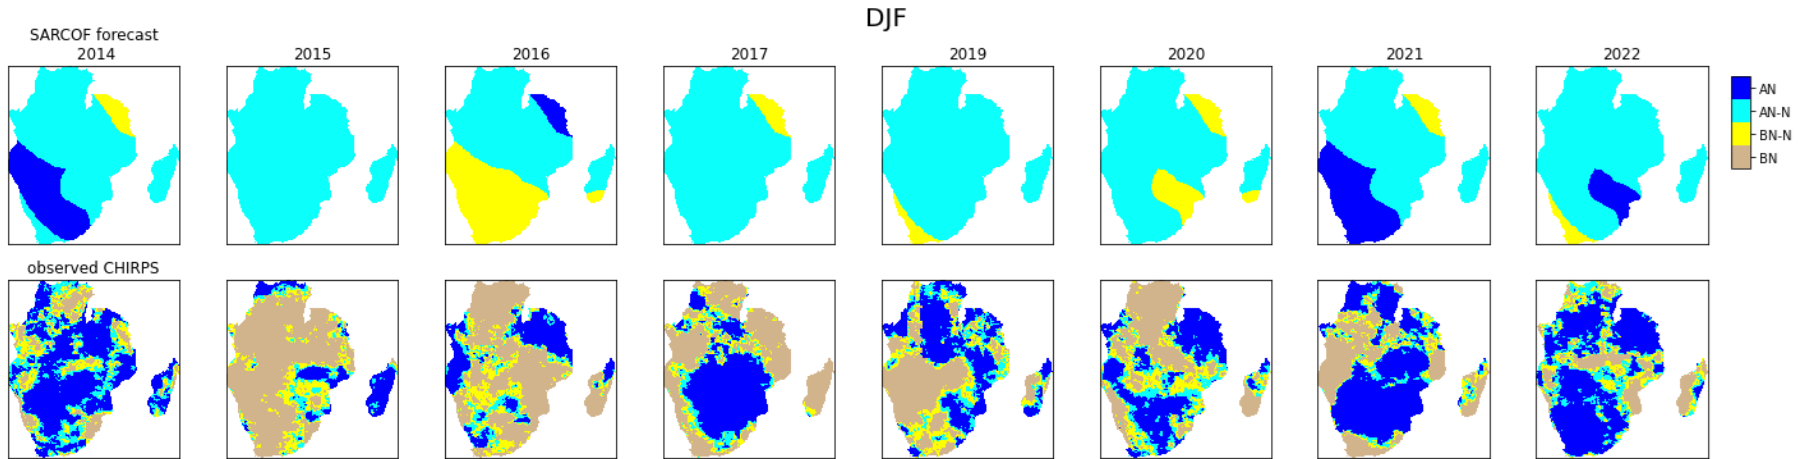 DJF
SARCOF forecast
2014 2015 2016 2017 2019 2020 2021 2022
AN
AN-N
BN-N
BN
observed CHIRPS